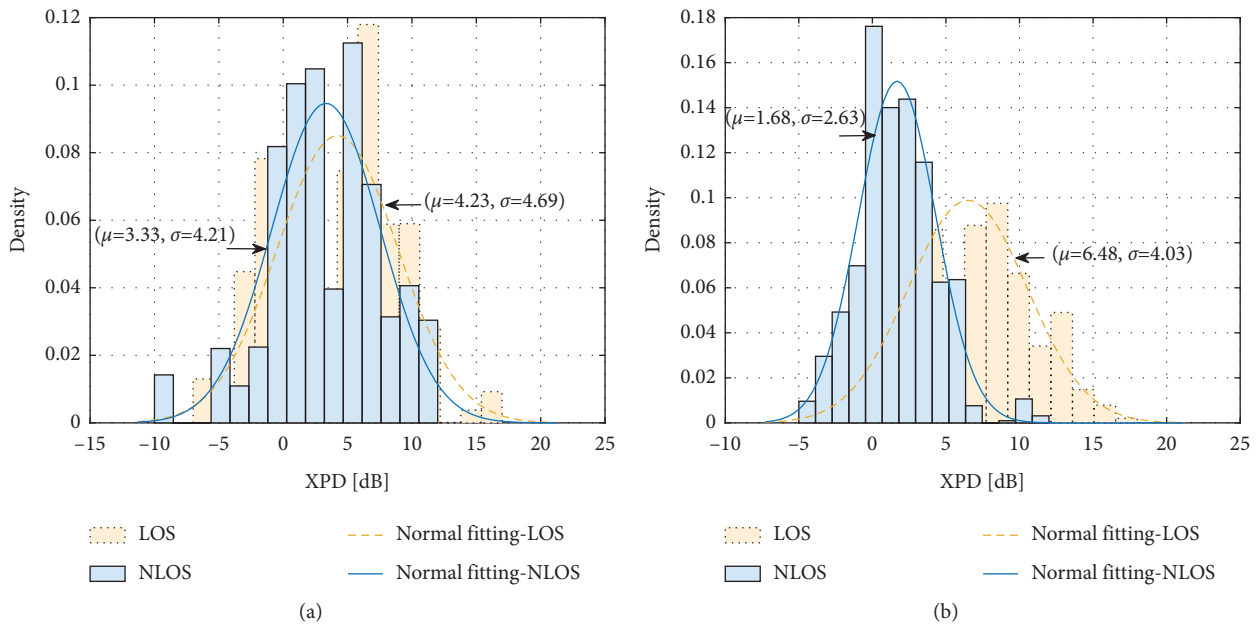 0.12
0.1
0.08
0.06
0.04
0.02
0
Density
(μ=3.33, σ=4.21)
(μ=4.23, σ=4.69)
−15 −10 −5 0 5 10 15 20 25
XPD [dB]
LOS
NLOS
Normal fitting-LOS
Normal fitting-NLOS
(a)
0.18
0.16
0.14
0.12
0.1
0.08
0.06
0.04
0.02
0
Density
(μ=1.68, σ=2.63)
(μ=6.48, σ=4.03)
−10 −5 0 5 10 15 20 25
XPD [dB]
LOS
NLOS
Normal fitting-LOS
Normal fitting-NLOS
(b)